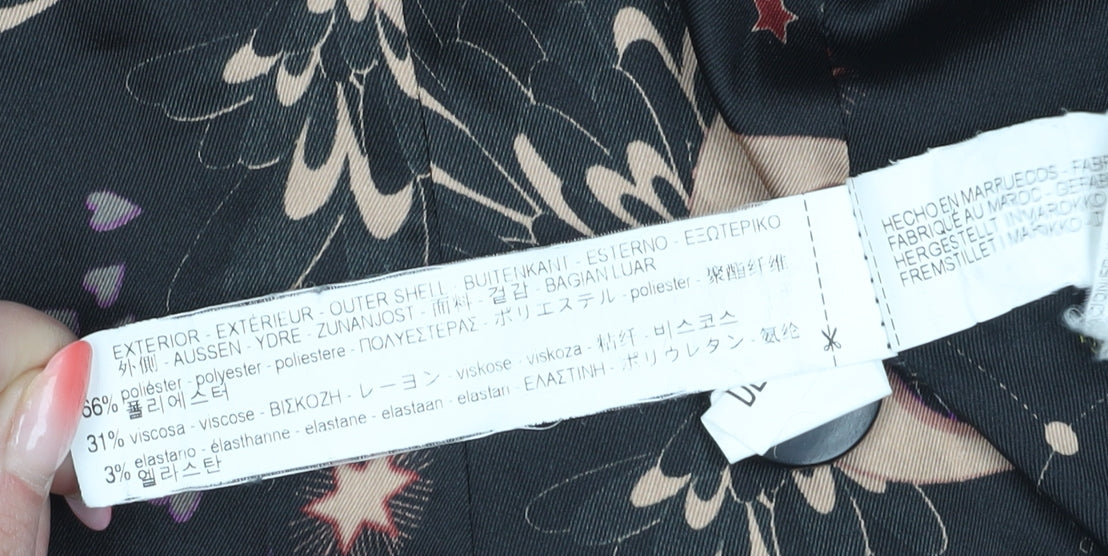 EXTERIOR - EXTÉRIEUR - OUTER SHELL - BUITENKANT - ESTERNO - ΕΞΩΤΕΡΙΚΟ
外側 - AUSSEN - YDRE - ZUNANJOST - 面料 - 겉감 - BAGIAN LUAR
66% poliéster - polyester - poliestere - ΠΟΛΥΕΣΤΕΡΑΣ - ポリエステル - poliester - 聚酯纤维
폴리에스터
31% viscosa - viscose - ΒΙΣΚΟΖΗ - レーヨン - viskose - viskoza - 粘纤 - 비스코스
3% elastano - élasthanne - elastane - elastaan - elastan - ΕΛΑΣΤΙΝΗ - ポリウレタン - 氨纶
엘라스탄
HECHO EN MARRUECOS - FABR
FABRIQUÉ AU MAROC - GEFAB
HERGESTELLT IN MAROKKO
FREMSTILLET I MAROKKO